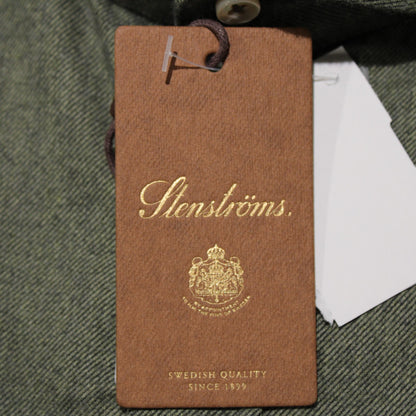 Stenströms.
SWEDISH QUALITY
SINCE 1899